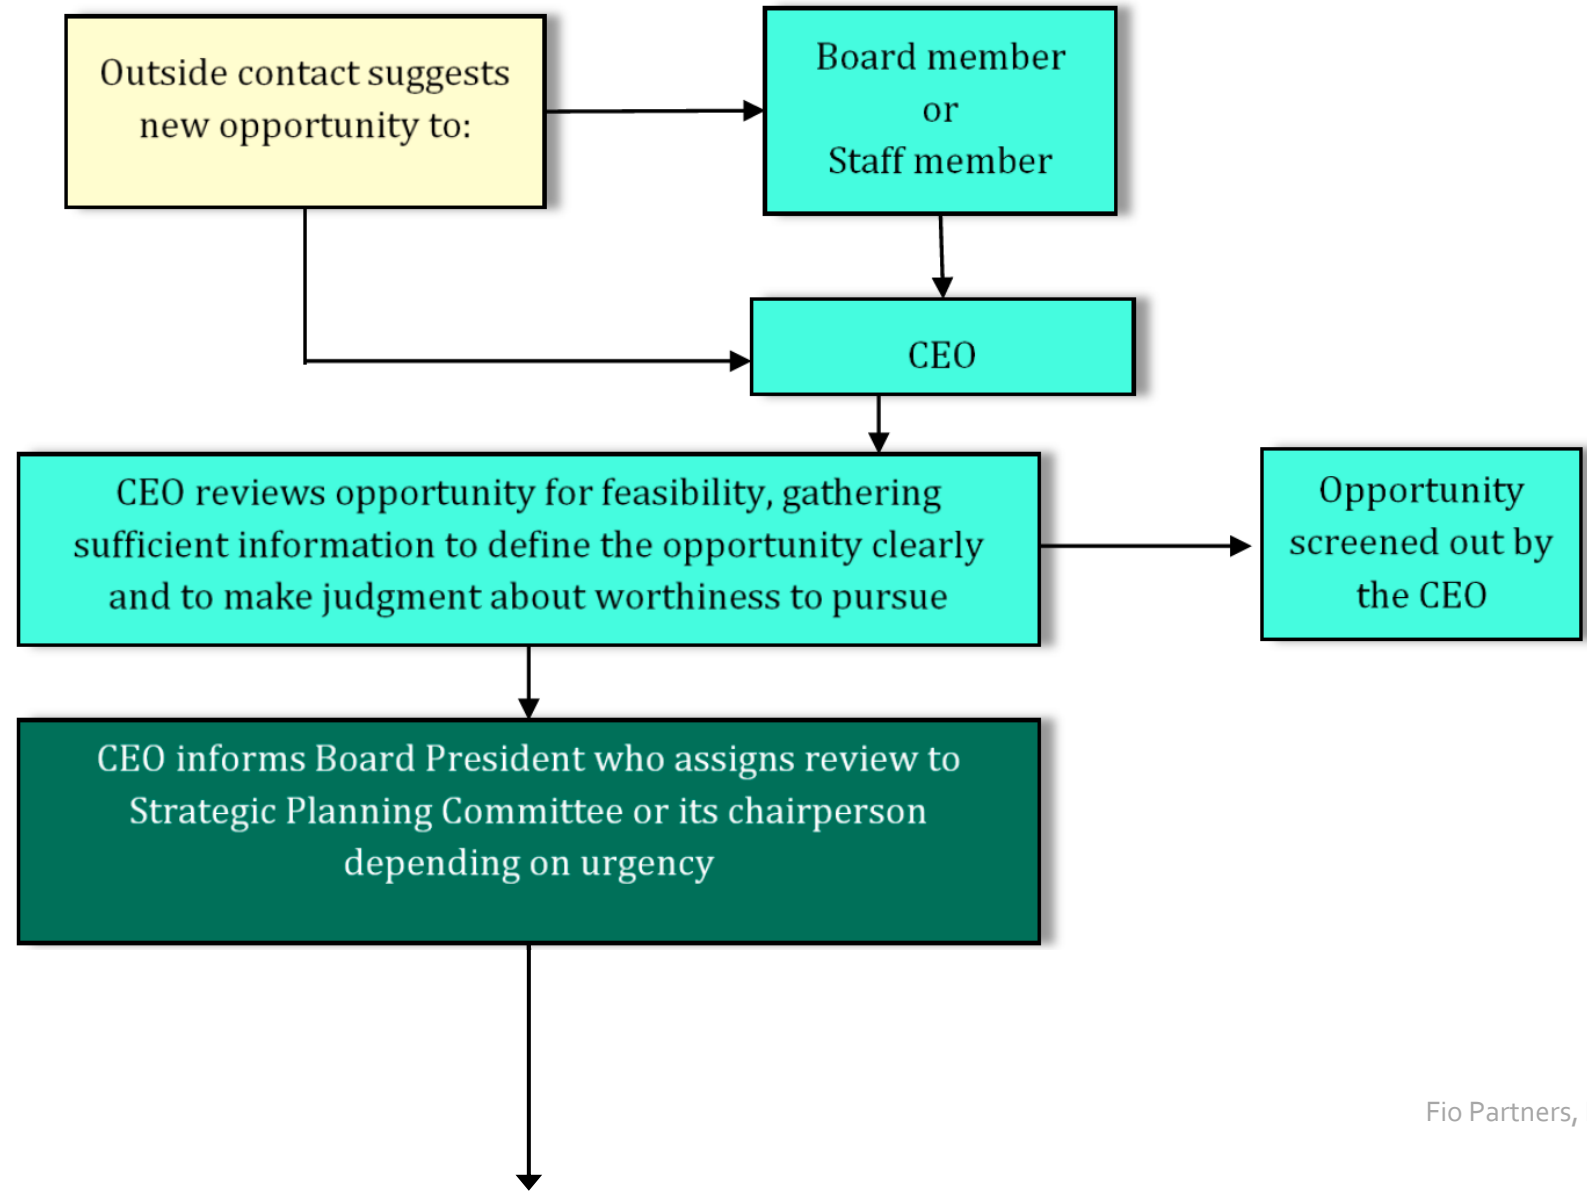 Outside contact suggests
new opportunity to:
Board member
or
Staff member
CEO
CEO reviews opportunity for feasibility, gathering
sufficient information to define the opportunity clearly
and to make judgment about worthiness to pursue
Opportunity
screened out by
the CEO
CEO informs Board President who assigns review to
Strategic Planning Committee or its chairperson
depending on urgency
Fio Partners,